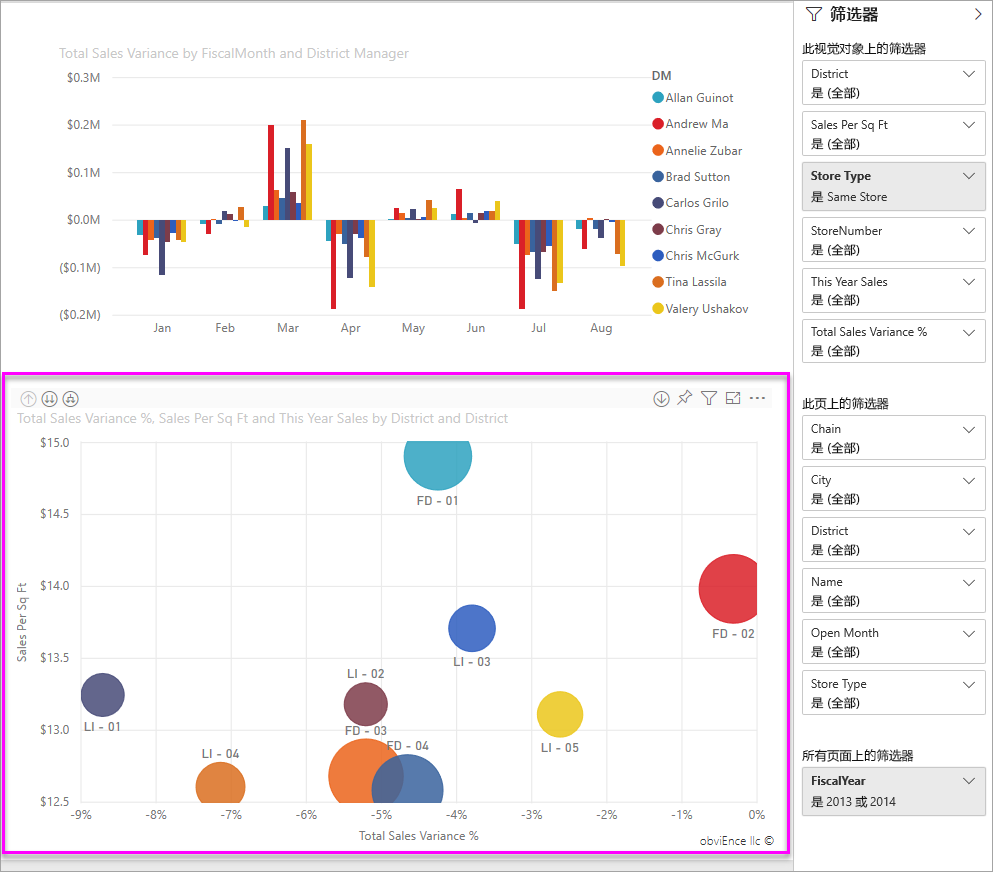 Total Sales Variance by FiscalMonth and District Manager
$0.3M
$0.2M
$0.1M
$0.0M
($0.1M)
($0.2M)
Jan Feb Mar Apr May Jun Jul Aug
DM
Allan Guinot
Andrew Ma
Annelie Zubar
Brad Sutton
Carlos Grilo
Chris Gray
Chris McGurk
Tina Lassila
Valery Ushakov
Total Sales Variance %, Sales Per Sq Ft and This Year Sales by District and District
Sales Per Sq Ft
$15.0
$14.5
$14.0
$13.5
$13.0
$12.5
FD - 01
FD - 02
LI - 03
LI - 02
LI - 01
FD - 03
FD - 04
LI - 05
LI - 04
-9% -8% -7% -6% -5% -4% -3% -2% -1% 0%
Total Sales Variance %
obviEnce llc ©
筛选器
此视觉对象上的筛选器
District
是 (全部)
Sales Per Sq Ft
是 (全部)
Store Type
是 Same Store
StoreNumber
是 (全部)
This Year Sales
是 (全部)
Total Sales Variance %
是 (全部)
此页上的筛选器
Chain
是 (全部)
City
是 (全部)
District
是 (全部)
Name
是 (全部)
Open Month
是 (全部)
Store Type
是 (全部)
所有页面上的筛选器
FiscalYear
是 2013 或 2014